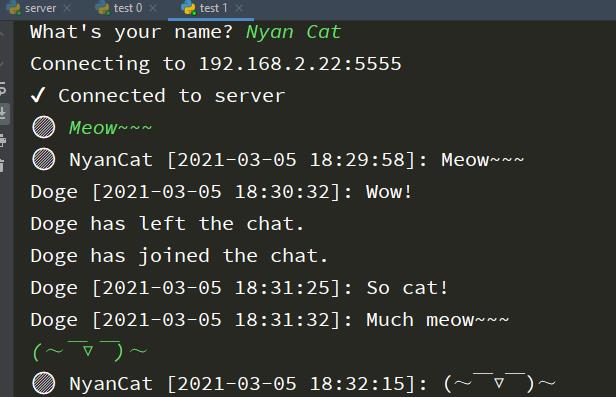 server test 0 test 1
What's your name? Nyan Cat
Connecting to 192.168.2.22:5555
✓ Connected to server
Meow~~~
NyanCat [2021-03-05 18:29:58]: Meow~~~
Doge [2021-03-05 18:30:32]: Wow!
Doge has left the chat.
Doge has joined the chat.
Doge [2021-03-05 18:31:25]: So cat!
Doge [2021-03-05 18:31:32]: Much meow~~~
(～￣▽￣)～
NyanCat [2021-03-05 18:32:15]: (～￣▽￣)～